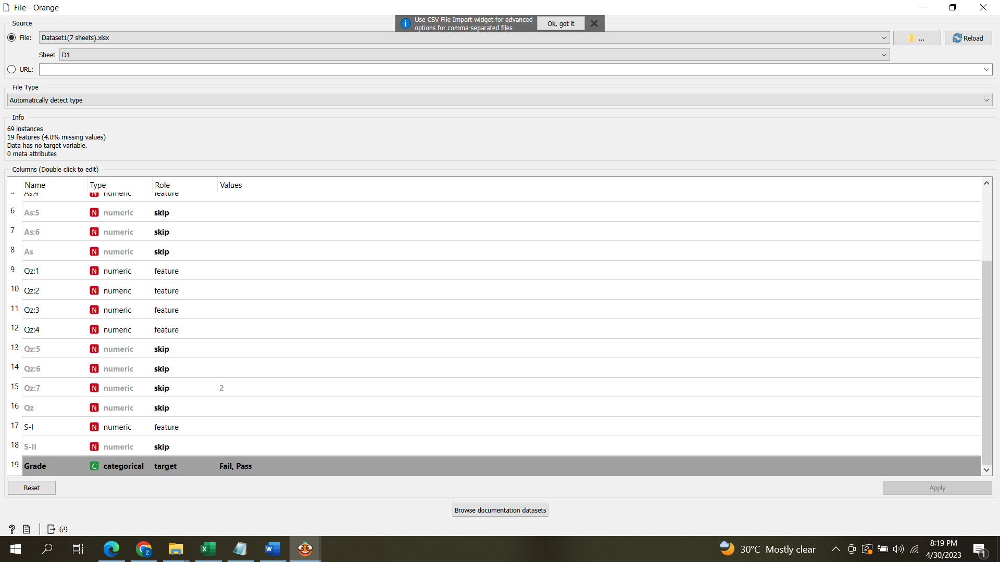 File - Orange
Use CSV File Import widget for advanced
options for comma-separated files
Ok, got it
Source
File:
Dataset1(7 sheets).xlsx
...
Reload
Sheet
D1
URL:
File Type
Automatically detect type
Info
69 instances
19 features (4.0% missing values)
Data has no target variable.
0 meta attributes
Columns (Double click to edit)
Name Type Role Values
5 As:4 N numeric feature
6 As:5 N numeric skip
7 As:6 N numeric skip
8 As N numeric skip
9 Qz:1 N numeric feature
10 Qz:2 N numeric feature
11 Qz:3 N numeric feature
12 Qz:4 N numeric feature
13 Qz:5 N numeric skip
14 Qz:6 N numeric skip
15 Qz:7 N numeric skip 2
16 Qz N numeric skip
17 S-I N numeric feature
18 S-II N numeric skip
19 Grade C categorical target Fail, Pass
Reset
Apply
Browse documentation datasets
? 69
30°C Mostly clear
8:19 PM
4/30/2023
1